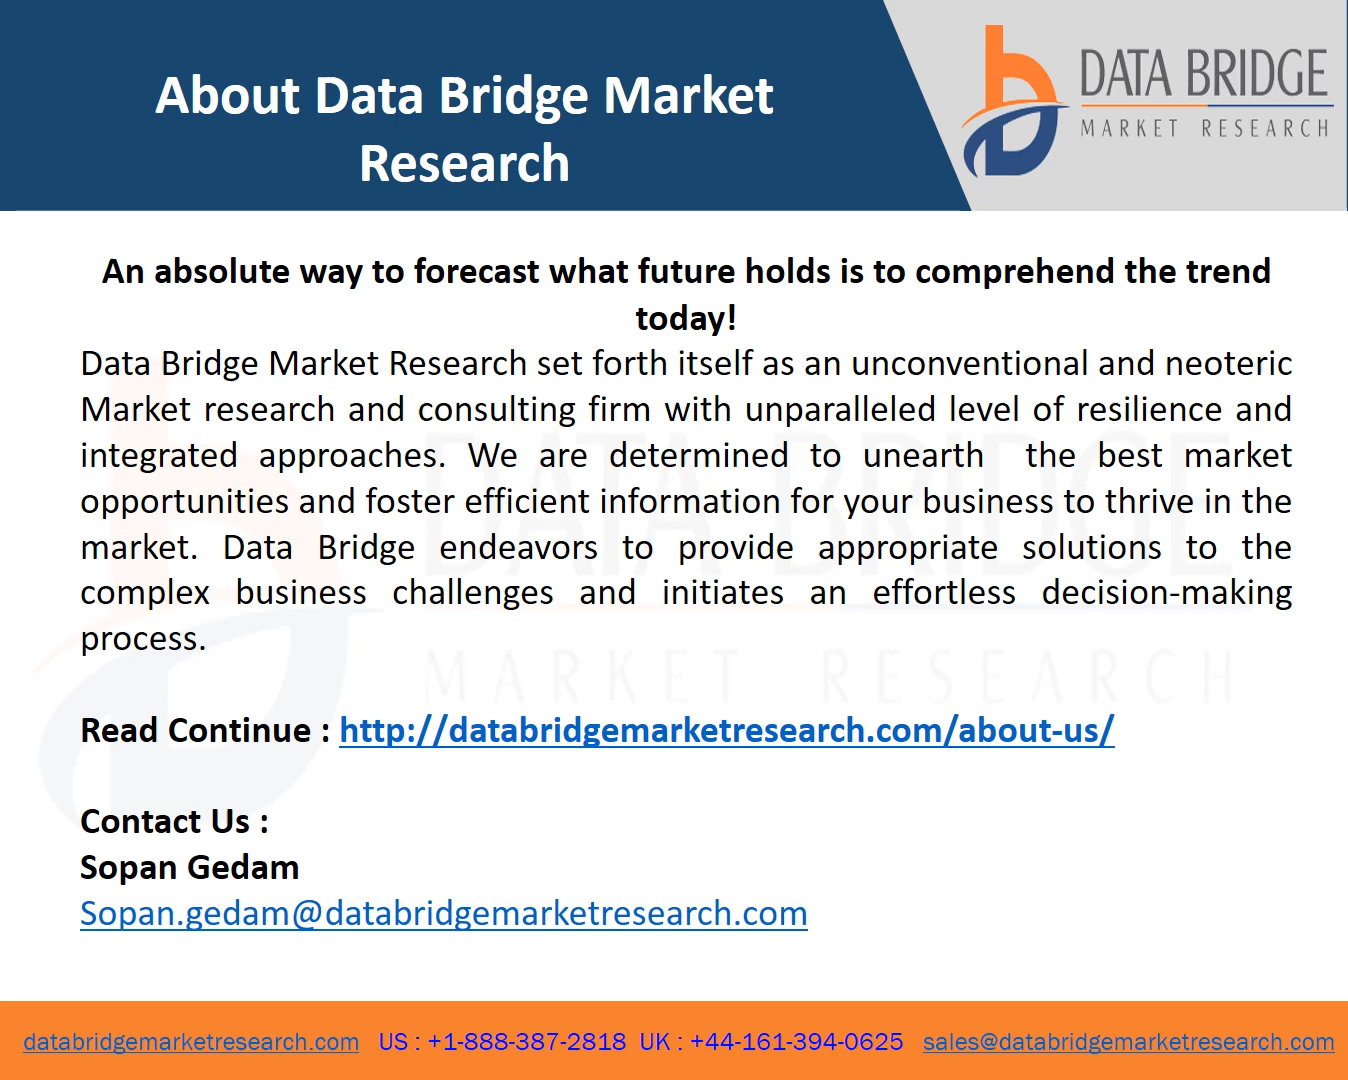 About Data Bridge Market
Research
DATA BRIDGE
MARKET RESEARCH
An absolute way to forecast what future holds is to comprehend the trend
today!
Data Bridge Market Research set forth itself as an unconventional and neoteric
Market research and consulting firm with unparalleled level of resilience and
integrated approaches. We are determined to unearth the best market
opportunities and foster efficient information for your business to thrive in the
market. Data Bridge endeavors to provide appropriate solutions to the
complex business challenges and initiates an effortless decision-making
process.
DATA BRIDGE
MARKET RESEARCH
Read Continue : http://databridgemarketresearch.com/about-us/
Contact Us :
Sopan Gedam
Sopan.gedam@databridgemarketresearch.com
databridgemarketresearch.com US : +1-888-387-2818 UK : +44-161-394-0625 sales@databridgemarketresearch.com